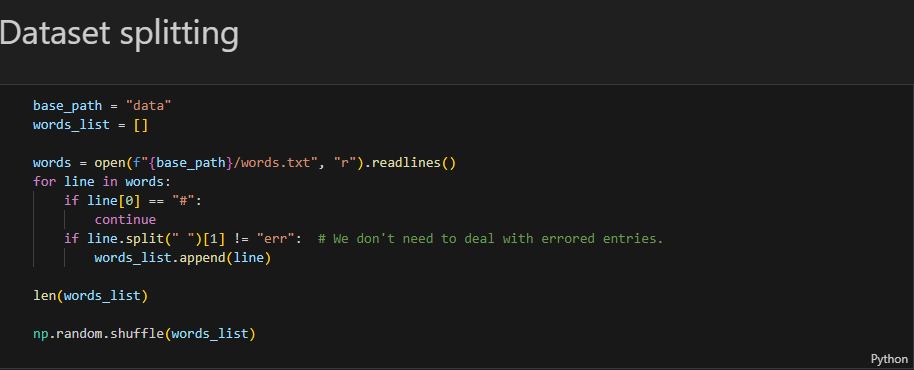 Dataset splitting
base_path = "data"
words_list = []
words = open(f"{base_path}/words.txt", "r").readlines()
for line in words:
    if line[0] == "#":
        continue
    if line.split(" ")[1] != "err":  # We don't need to deal with errored entries.
        words_list.append(line)
len(words_list)
np.random.shuffle(words_list)
Python